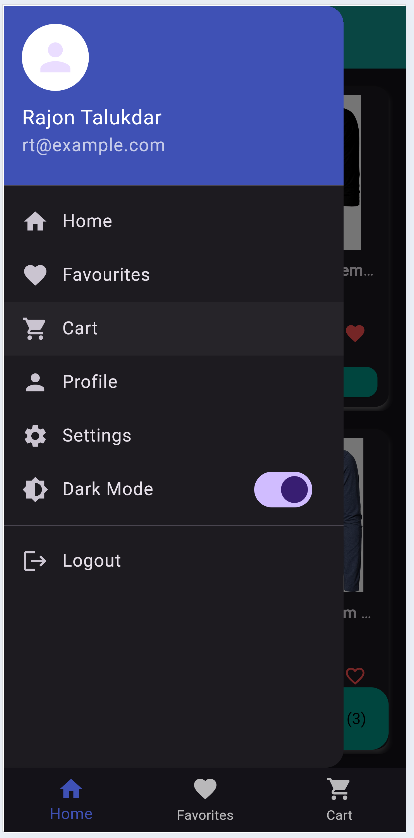 Rajon Talukdar
rt@example.com
Home
Favourites
em...
Cart
Profile
Settings
Dark Mode
Logout
m ...
(3)
Home
Favorites
Cart